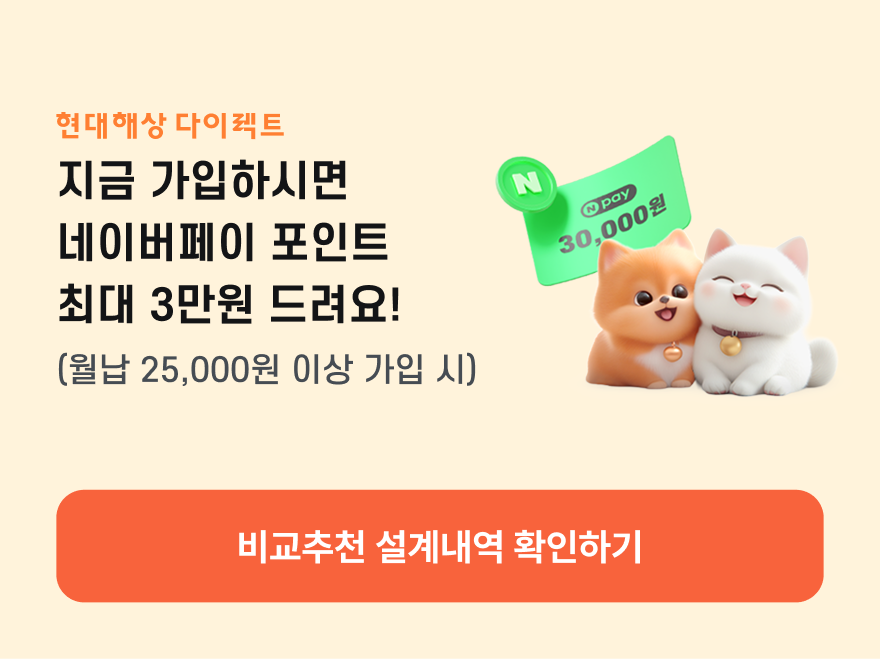 현대해상 다이렉트
지금 가입하시면
네이버페이 포인트
최대 3만원 드려요!
(월납 25,000원 이상 가입 시)
N
N pay
30,000원
비교추천 설계내역 확인하기